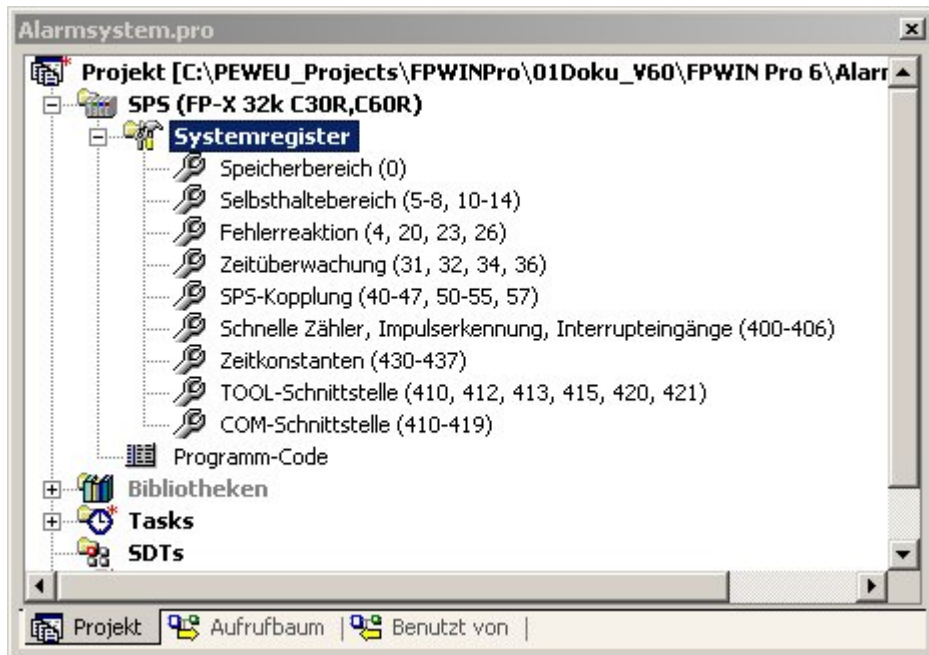 Alarmsystem.pro
Projekt [C:\PEWEU_Projects\FPWINPro\01Doku_V60\FPWIN Pro 6\Alarr
SPS (FP-X 32k C30R,C60R)
Systemregister
Speicherbereich (0)
Selbsthaltebereich (5-8, 10-14)
Fehlerreaktion (4, 20, 23, 26)
Zeitüberwachung (31, 32, 34, 36)
SPS-Kopplung (40-47, 50-55, 57)
Schnelle Zähler, Impulserkennung, Interrupteingänge (400-406)
Zeitkonstanten (430-437)
TOOL-Schnittstelle (410, 412, 413, 415, 420, 421)
COM-Schnittstelle (410-419)
Programm-Code
Bibliotheken
Tasks
SDTs
Projekt Aufrufbaum | Benutzt von |